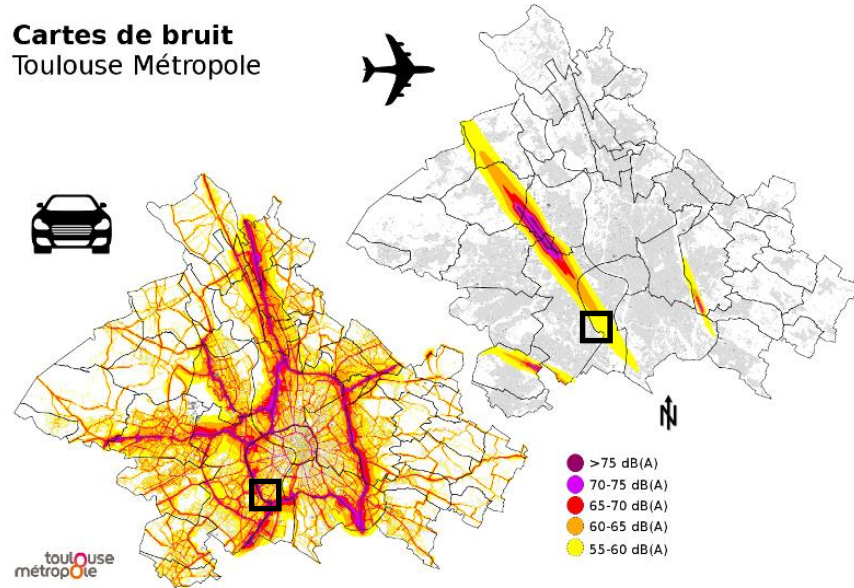 Cartes de bruit
Toulouse Métropole
N
>75 dB(A)
70-75 dB(A)
65-70 dB(A)
60-65 dB(A)
55-60 dB(A)
toulouse
métropole